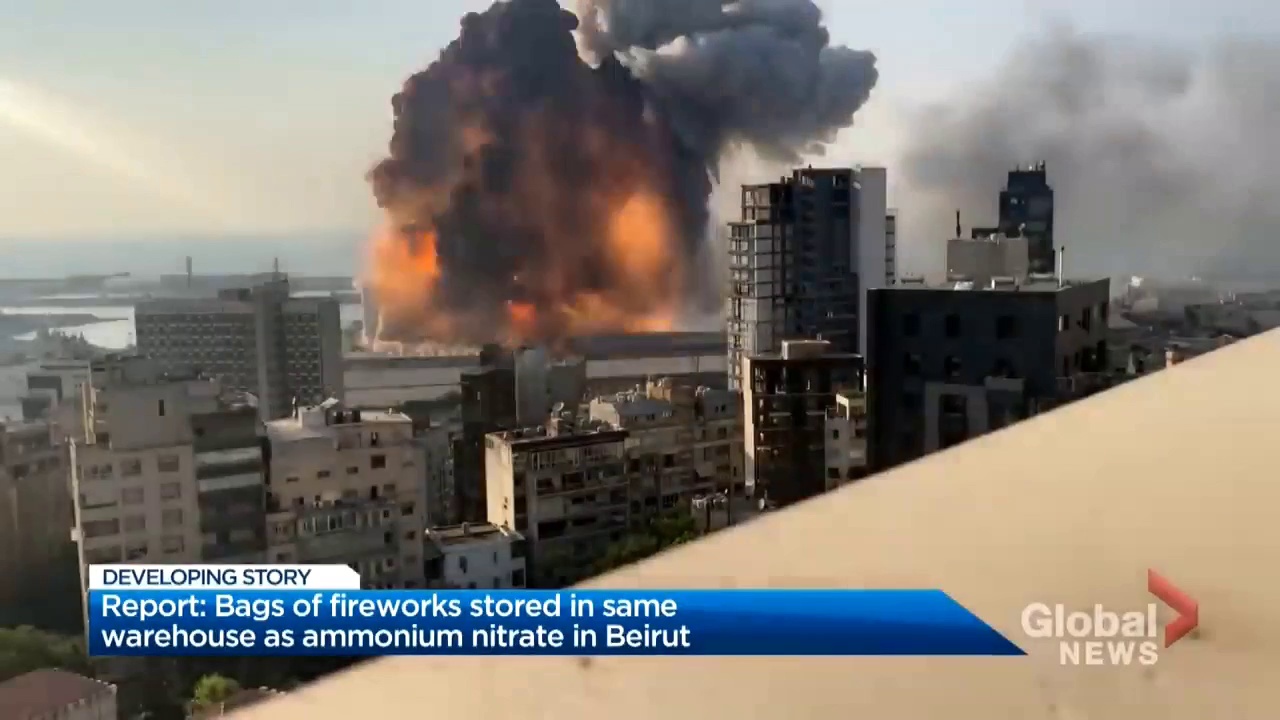 DEVELOPING STORY
Report: Bags of fireworks stored in same
warehouse as ammonium nitrate in Beirut
Global
NEWS